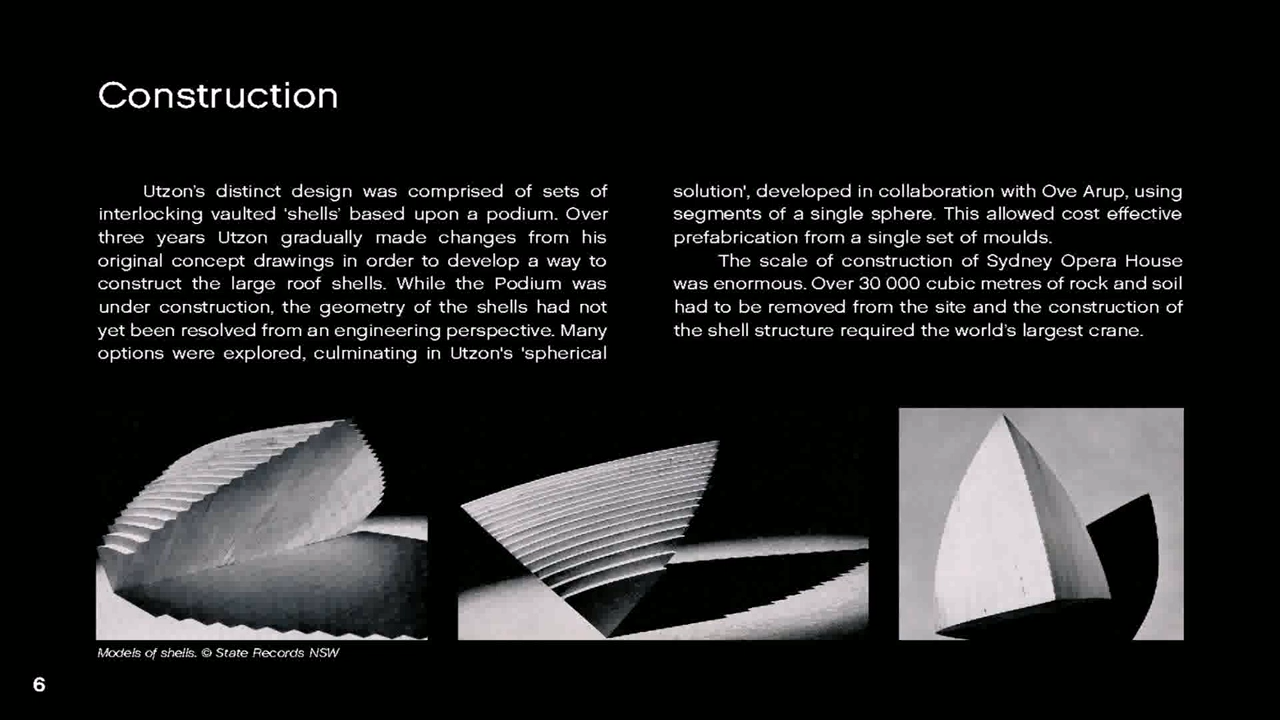 Construction
Utzon's distinct design was comprised of sets of
interlocking vaulted 'shells' based upon a podium. Over
three years Utzon gradually made changes from his
original concept drawings in order to develop a way to
construct the large roof shells. While the Podium was
under construction, the geometry of the shells had not
yet been resolved from an engineering perspective. Many
options were explored, culminating in Utzon's 'spherical
solution', developed in collaboration with Ove Arup, using
segments of a single sphere. This allowed cost effective
prefabrication from a single set of moulds.
The scale of construction of Sydney Opera House
was enormous. Over 30 000 cubic metres of rock and soil
had to be removed from the site and the construction of
the shell structure required the world's largest crane.
Models of shells. © State Records NSW
6